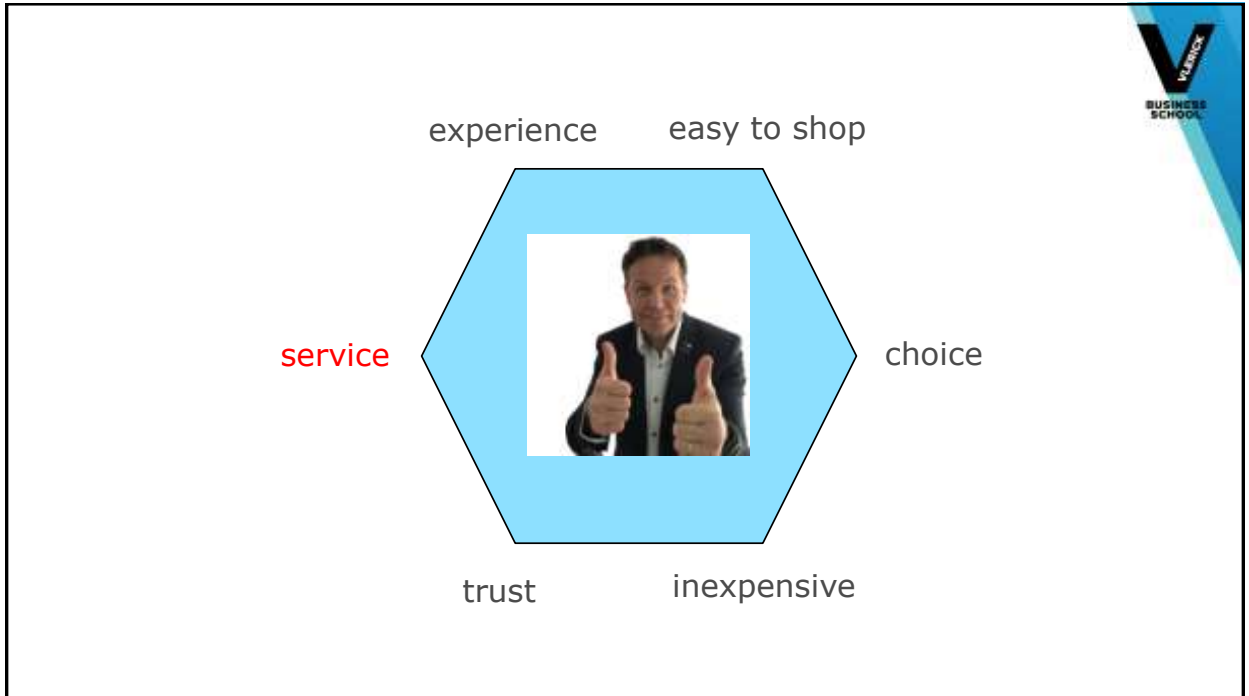 VLERICK
BUSINESS
SCHOOL
experience
easy to shop
service
choice
trust
inexpensive